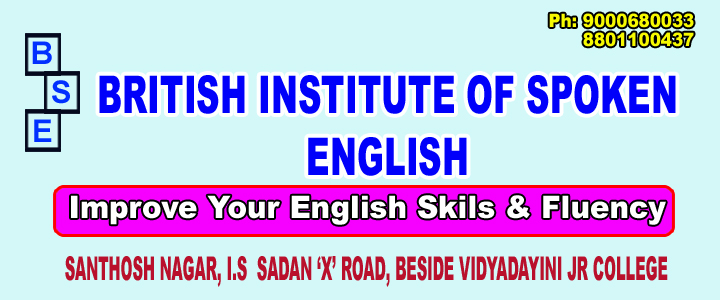 Ph: 9000680033
8801100437
B
S
E
BRITISH INSTITUTE OF SPOKEN
ENGLISH
Improve Your English Skils & Fluency
SANTHOSH NAGAR, I.S SADAN ‘X’ ROAD, BESIDE VIDYADAYINI JR COLLEGE